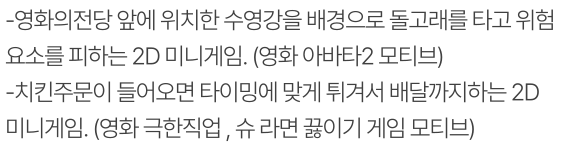 -영화의전당 앞에 위치한 수영강을 배경으로 돌고래를 타고 위험
요소를 피하는 2D 미니게임. (영화 아바타2 모티브)
-치킨주문이 들어오면 타이밍에 맞게 튀겨서 배달까지하는 2D
미니게임. (영화 극한직업 , 슈 라면 끓이기 게임 모티브)